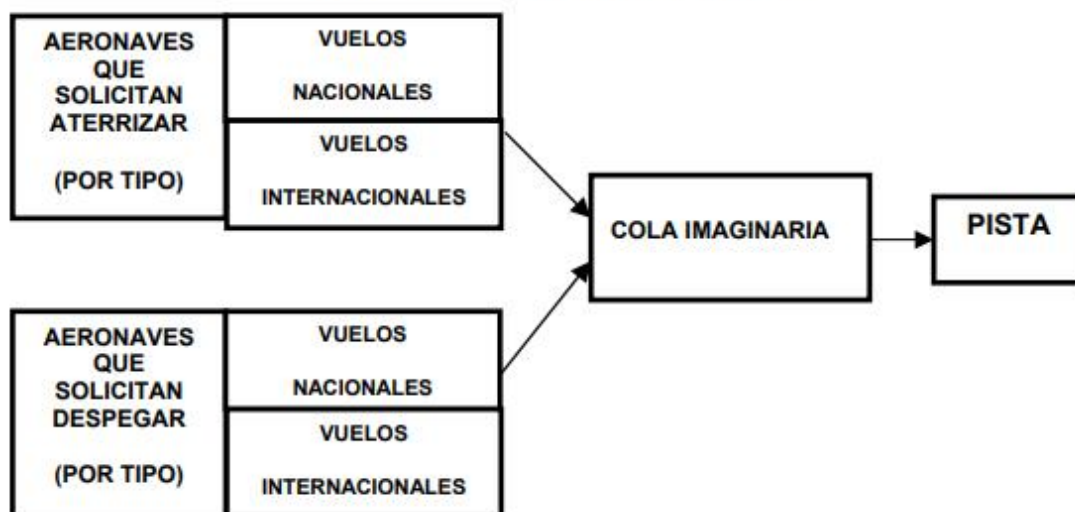 AERONAVES
QUE
SOLICITAN
ATERRIZAR
(POR TIPO)
VUELOS
NACIONALES
VUELOS
INTERNACIONALES
COLA IMAGINARIA
PISTA
AERONAVES
QUE
SOLICITAN
DESPEGAR
(POR TIPO)
VUELOS
NACIONALES
VUELOS
INTERNACIONALES